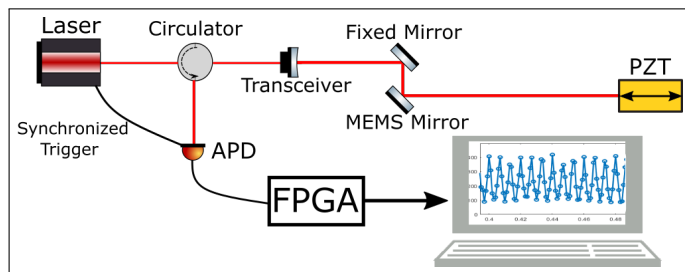 Laser
Circulator
Fixed Mirror
PZT
Transceiver
MEMS Mirror
Synchronized
Trigger
APD
FPGA
0.4
0.42
0.44
0.46
0.48